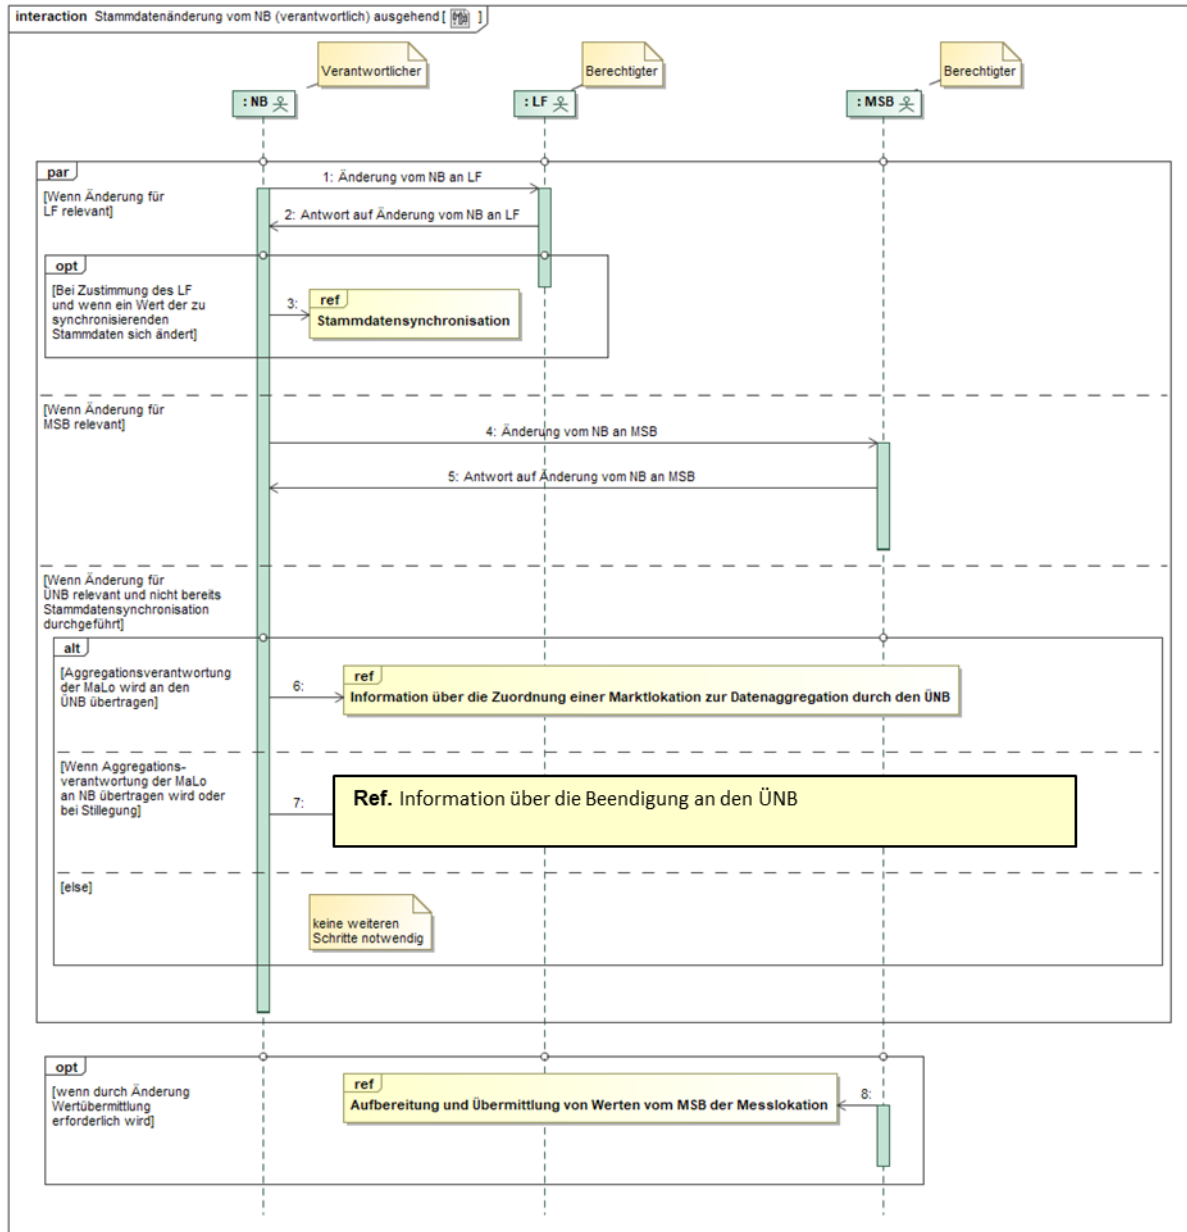 interaction Stammdatenänderung vom NB (verantwortlich) ausgehend [ ]
Verantwortlicher
Berechtigter
Berechtigter
: NB
: LF
: MSB
par
[Wenn Änderung für
LF relevant]
1: Änderung vom NB an LF
2: Antwort auf Änderung vom NB an LF
opt
[Bei Zustimmung des LF
und wenn ein Wert der zu
synchronisierenden
Stammdaten sich ändert]
3:
ref
Stammdatensynchronisation
[Wenn Änderung für
MSB relevant]
4: Änderung vom NB an MSB
5: Antwort auf Änderung vom NB an MSB
[Wenn Änderung für
ÜNB relevant und nicht bereits
Stammdatensynchronisation
durchgeführt]
alt
[Aggregationsverantwortung
der MaLo wird an den
ÜNB übertragen]
6:
ref
Information über die Zuordnung einer Marktlokation zur Datenaggregation durch den ÜNB
[Wenn Aggregations-
verantwortung der MaLo
an NB übertragen wird oder
bei Stillegung]
7:
Ref. Information über die Beendigung an den ÜNB
[else]
keine weiteren
Schritte notwendig
opt
[wenn durch Änderung
Wertübermittlung
erforderlich wird]
ref
Aufbereitung und Übermittlung von Werten vom MSB der Messlokation
8: